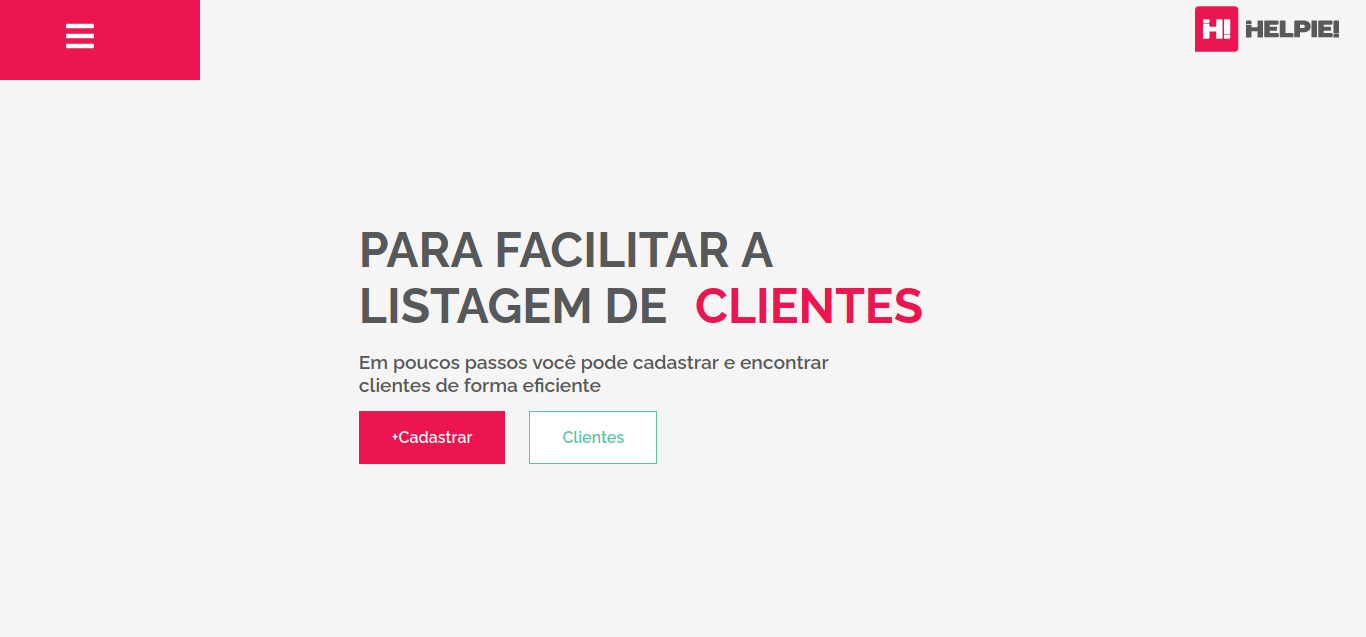 H! HELPIE!
PARA FACILITAR A
LISTAGEM DE CLIENTES
Em poucos passos você pode cadastrar e encontrar
clientes de forma eficiente
+Cadastrar
Clientes